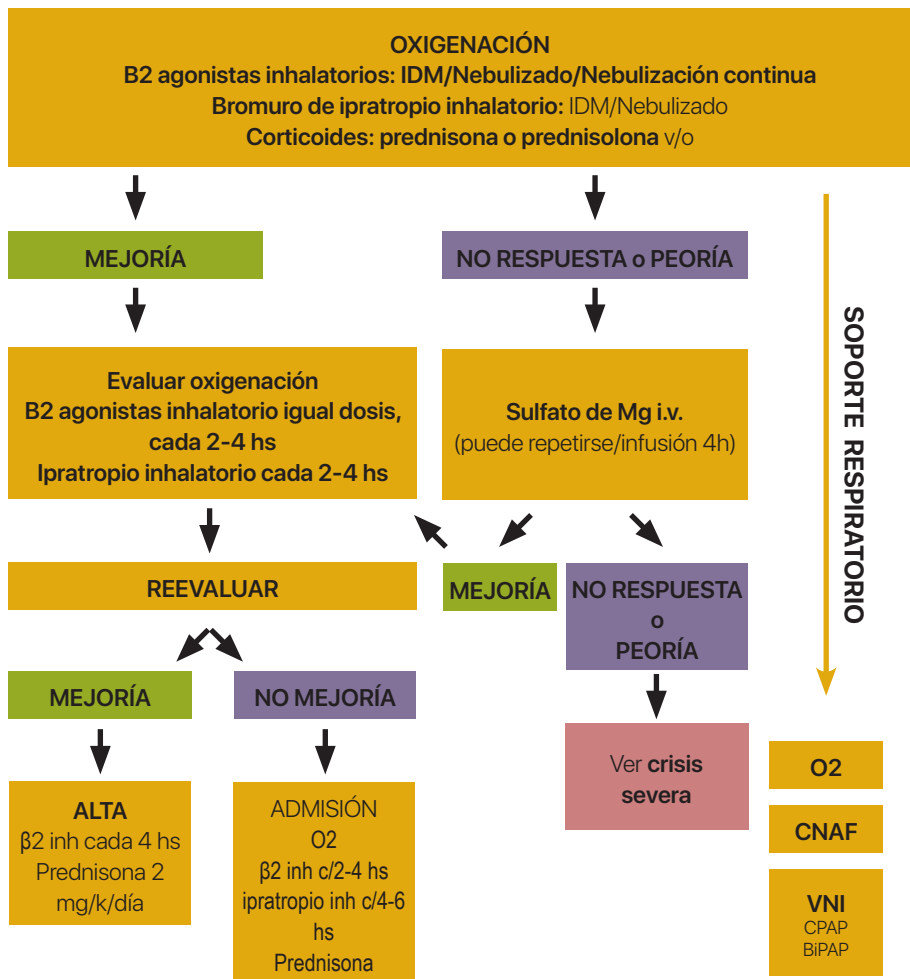 OXIGENACIÓN
B2 agonistas inhalatorios: IDM/Nebulizado/Nebulización continua
Bromuro de ipratropio inhalatorio: IDM/Nebulizado
Corticoides: prednisona o prednisolona v/o
MEJORÍA
NO RESPUESTA o PEORÍA
Evaluar oxigenación
B2 agonistas inhalatorio igual dosis,
cada 2-4 hs
Ipratropio inhalatorio cada 2-4 hs
Sulfato de Mg i.v.
(puede repetirse/infusión 4h)
SOPORTE RESPIRATORIO
REEVALUAR
MEJORÍA
NO RESPUESTA
o
PEORÍA
MEJORÍA
NO MEJORÍA
Ver crisis
severa
ALTA
β2 inh cada 4 hs
Prednisona 2
mg/k/día
ADMISIÓN
O2
β2 inh c/2-4 hs
ipratropio inh c/4-6
hs
Prednisona
O2
CNAF
VNI
CPAP
BiPAP